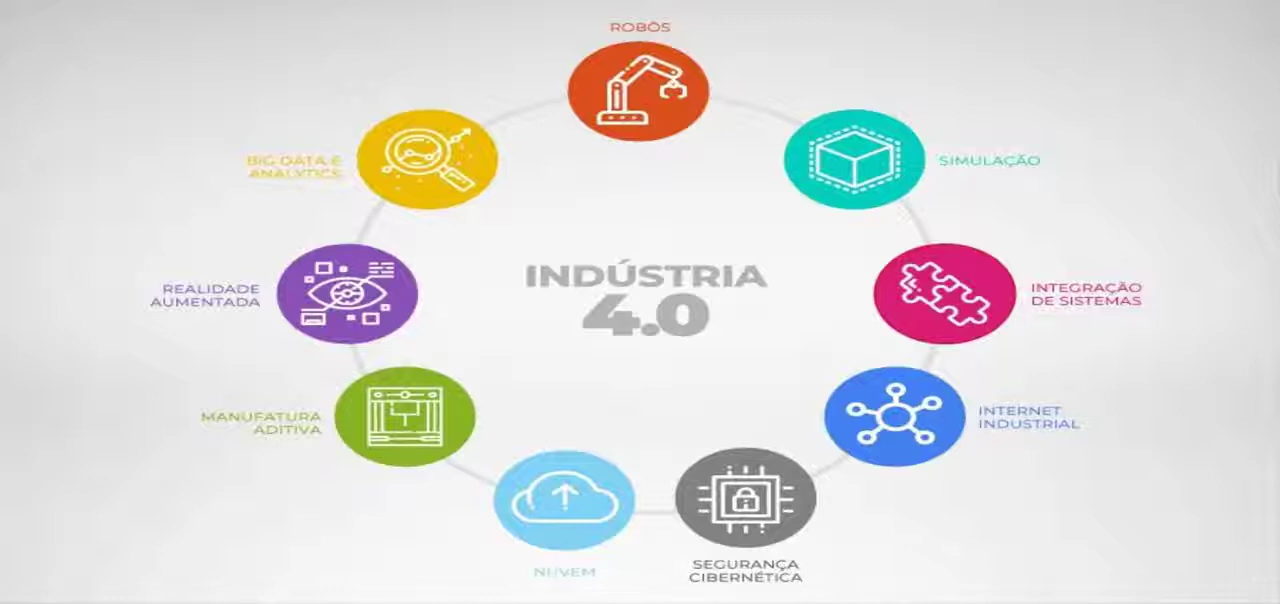 ROBÔS
SIMULAÇÃO
INTEGRAÇÃO
DE SISTEMAS
INTERNET
INDUSTRIAL
SEGURANÇA
CIBERNÉTICA
NUVEM
MANUFATURA
ADITIVA
REALIDADE
AUMENTADA
BIG DATA E
ANALYTICS
INDÚSTRIA
4.0